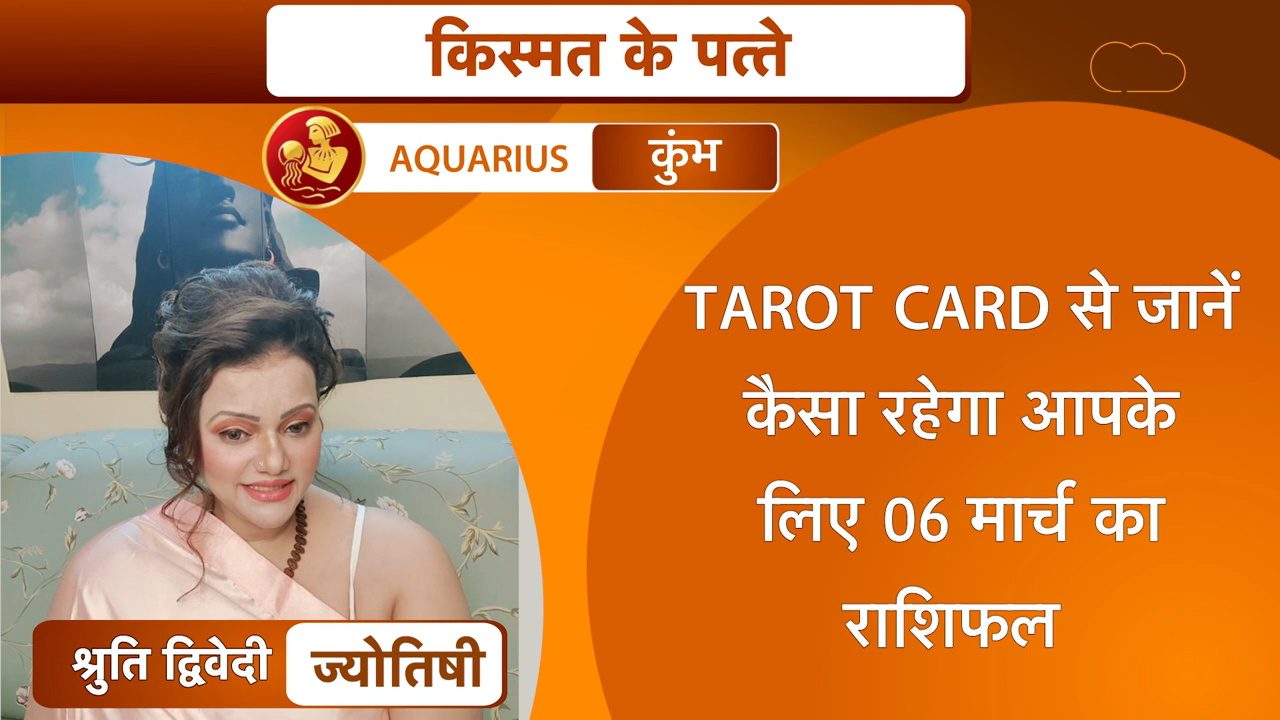 किस्मत के पत्ते
AQUARIUS कुंभ
TAROT CARD से जानें
कैसा रहेगा आपके
लिए 06 मार्च का
राशिफल
श्रुति द्विवेदी ज्योतिषी